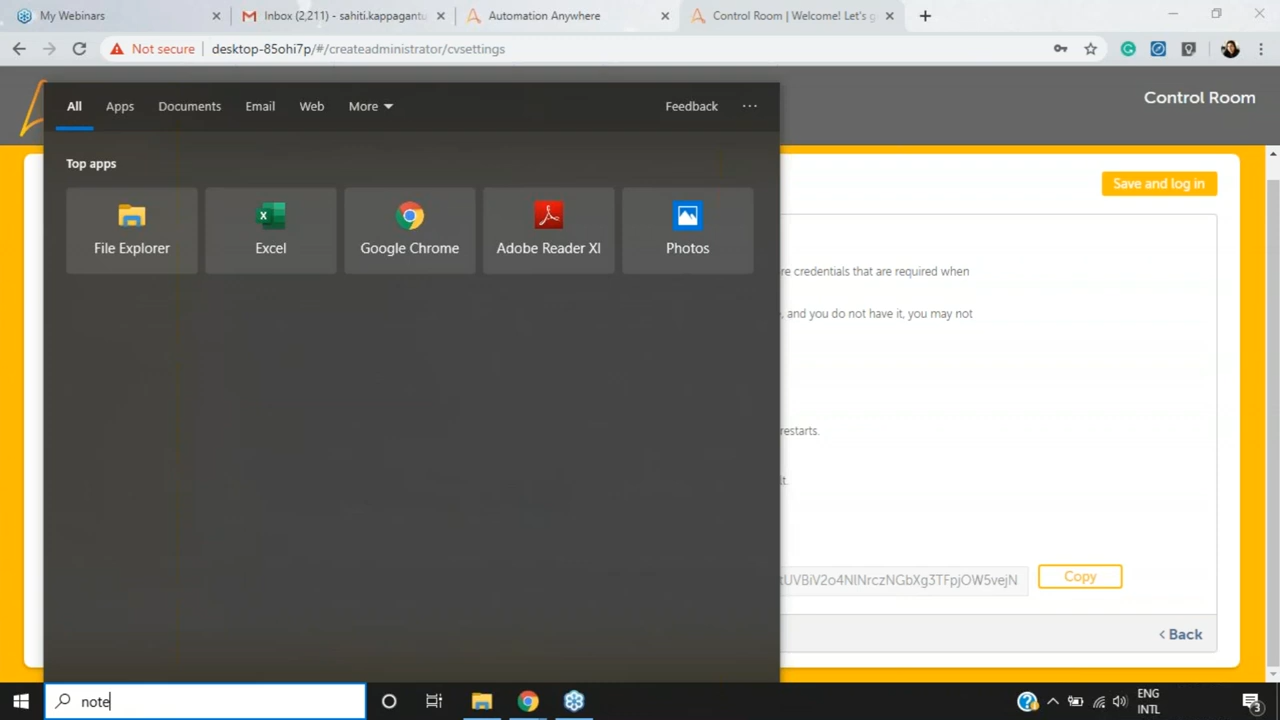 My Webinars
Inbox (2,211) - sahiti.kappagantu
Automation Anywhere
Control Room | Welcome! Let's g
Not secure
desktop-85ohi7p/#/createadministrator/cvsettings
Control Room
All
Apps
Documents
Email
Web
More
Feedback
Top apps
Save and log in
File Explorer
Excel
Google Chrome
Adobe Reader XI
Photos
re credentials that are required when
, and you do not have it, you may not
restarts.
t.
tUVBiV2o4NlNrczNGbXg3TFpjOW5vejN
Copy
Back
note
ENG
INTL
3